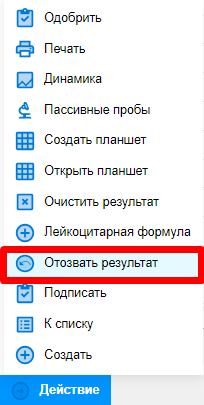 Одобрить
Печать
Динамика
Пассивные пробы
Создать планшет
Открыть планшет
Очистить результат
Лейкоцитарная формула
Отозвать результат
Подписать
К списку
Создать
Действие